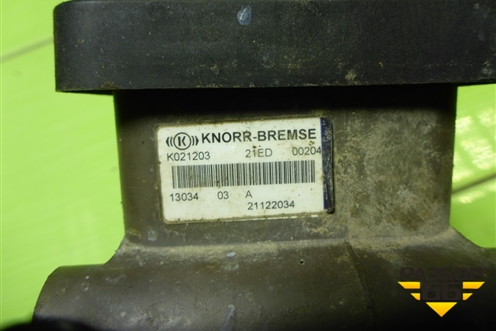 KNORR-BREMSE
K021203 21ED 00204
13034 03 A
21122034